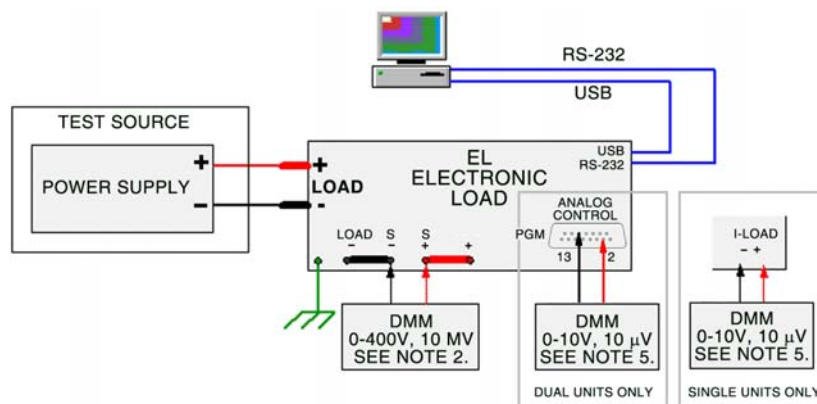 RS-232
USB
TEST SOURCE
POWER SUPPLY
+
−
+
LOAD
-
EL
ELECTRONIC
LOAD
USB
RS-232
ANALOG
CONTROL
PGM
13
2
LOAD S S
− − + +
I-LOAD
− +
DMM
0-400V, 10 MV
SEE NOTE 2.
DMM
0-10V, 10 µV
SEE NOTE 5.
DUAL UNITS ONLY
DMM
0-10V, 10 µV
SEE NOTE 5.
SINGLE UNITS ONLY